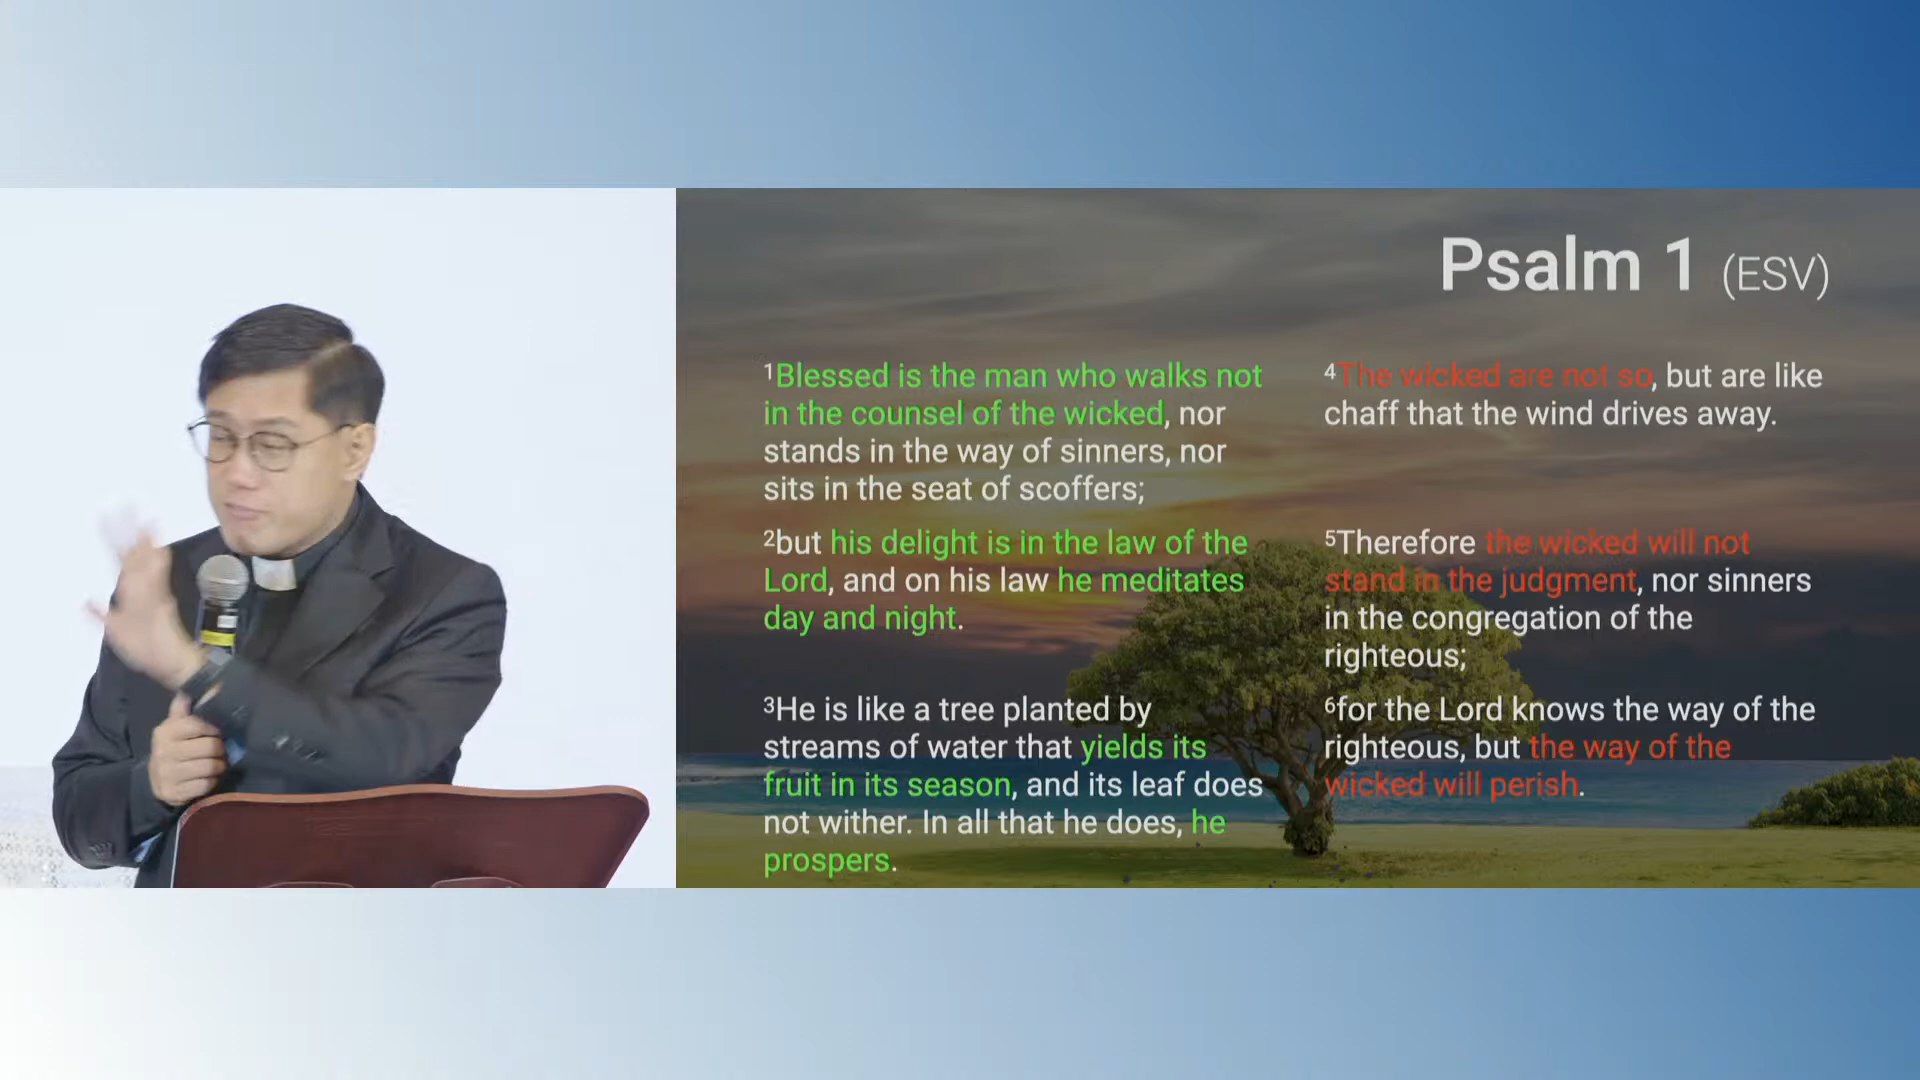 Psalm 1 (ESV)
1Blessed is the man who walks not
in the counsel of the wicked, nor
stands in the way of sinners, nor
sits in the seat of scoffers;
2but his delight is in the law of the
Lord, and on his law he meditates
day and night.
3He is like a tree planted by
streams of water that yields its
fruit in its season, and its leaf does
not wither. In all that he does, he
prospers.
4The wicked are not so, but are like
chaff that the wind drives away.
5Therefore the wicked will not
stand in the judgment, nor sinners
in the congregation of the
righteous;
6for the Lord knows the way of the
righteous, but the way of the
wicked will perish.